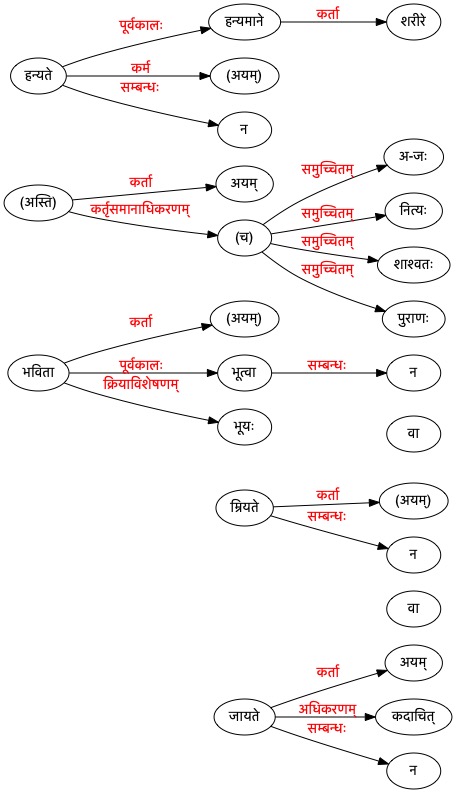 पूर्वकालः
हन्यमाने
कर्ता
शरीरे
हन्यते
कर्म
(अयम्)
सम्बन्धः
न
(अस्ति)
कर्ता
अयम्
कर्तृसमानाधिकरणम्
(च)
समुच्चितम्
अ-जः
समुच्चितम्
नित्यः
समुच्चितम्
शाश्वतः
समुच्चितम्
पुराणः
भविता
कर्ता
(अयम्)
पूर्वकालः
भूत्वा
सम्बन्धः
न
क्रियाविशेषणम्
भूयः
वा
म्रियते
कर्ता
(अयम्)
सम्बन्धः
न
वा
जायते
कर्ता
अयम्
अधिकरणम्
कदाचित्
सम्बन्धः
न